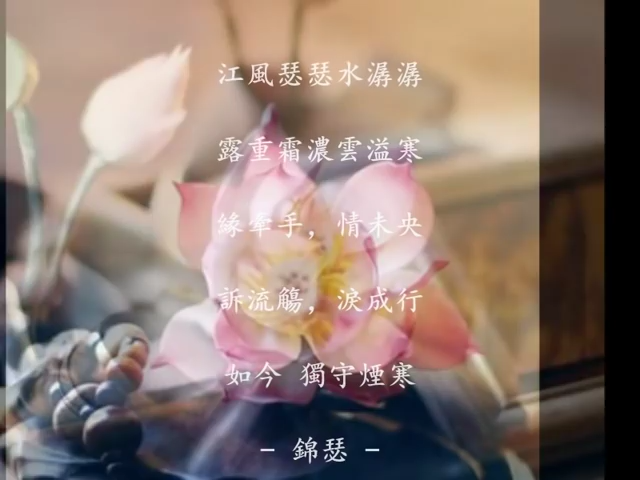 江風瑟瑟水潺潺
露重霜濃雲溢寒
緣牽手，情未央
訴流觴，淚成行
如今 獨守煙寒
- 錦瑟 -